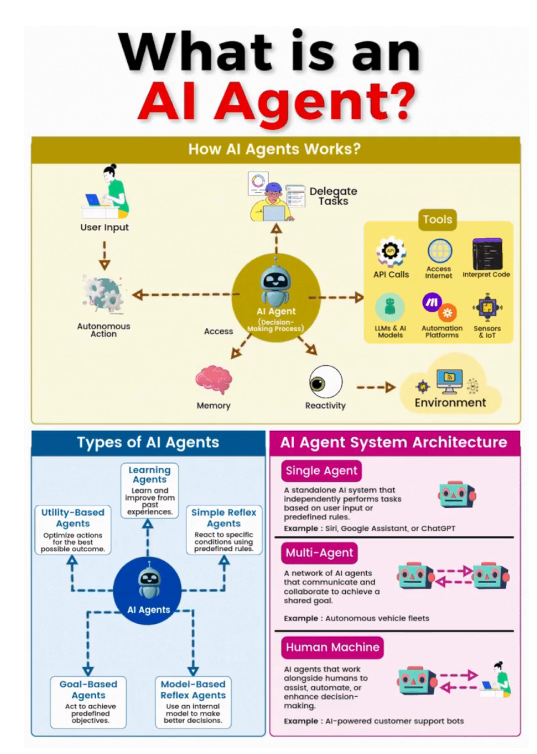 What is an
AI Agent?
How AI Agents Works?
User Input
Delegate
Tasks
Tools
API Calls
Access
Internet
Interpret Code
LLMs & AI
Models
Automation
Platforms
Sensors
& IoT
AI Agent
(Decision-
Making Process)
Autonomous
Action
Access
Memory
Reactivity
Environment
Types of AI Agents
Learning
Agents
Learn and
improve from
past
experiences.
Utility-Based
Agents
Optimize actions
for the best
possible outcome.
Simple Reflex
Agents
React to specific
conditions using
predefined rules.
AI Agents
Goal-Based
Agents
Act to achieve
predefined
objectives.
Model-Based
Reflex Agents
Use an internal
model to make
better decisions.
AI Agent System Architecture
Single Agent
A standalone AI system that
independently performs tasks
based on user input or
predefined rules.
Example : Siri, Google Assistant, or ChatGPT
Multi-Agent
A network of AI agents
that communicate and
collaborate to achieve a
shared goal.
Example : Autonomous vehicle fleets
Human Machine
AI agents that work
alongside humans to
assist, automate, or
enhance decision-
making.
Example : AI-powered customer support bots